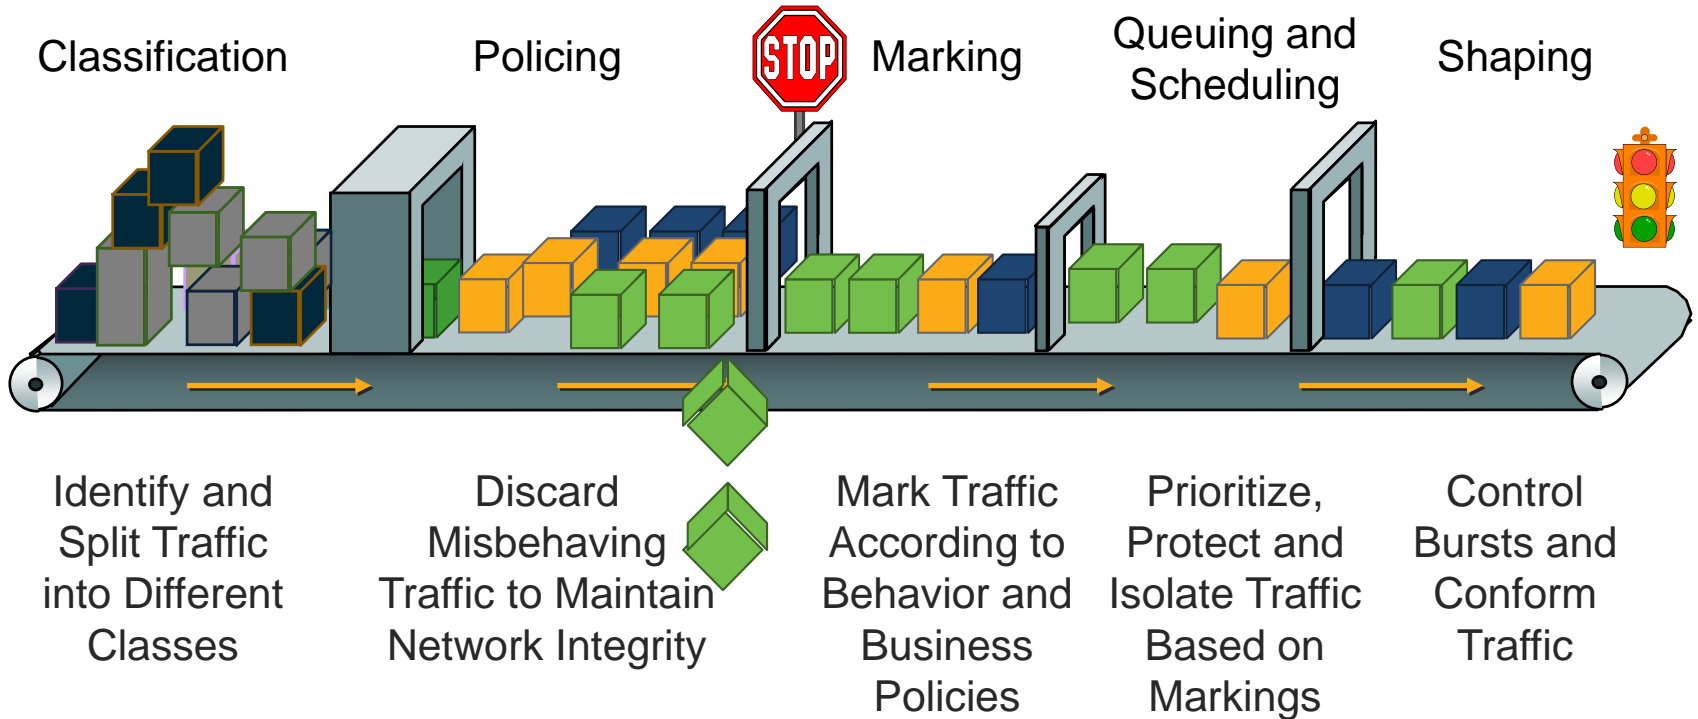 Classification
Policing
STOP
Marking
Queuing and
Scheduling
Shaping
Identify and
Split Traffic
into Different
Classes
Discard
Misbehaving
Traffic to Maintain
Network Integrity
Mark Traffic
According to
Behavior and
Business
Policies
Prioritize,
Protect and
Isolate Traffic
Based on
Markings
Control
Bursts and
Conform
Traffic